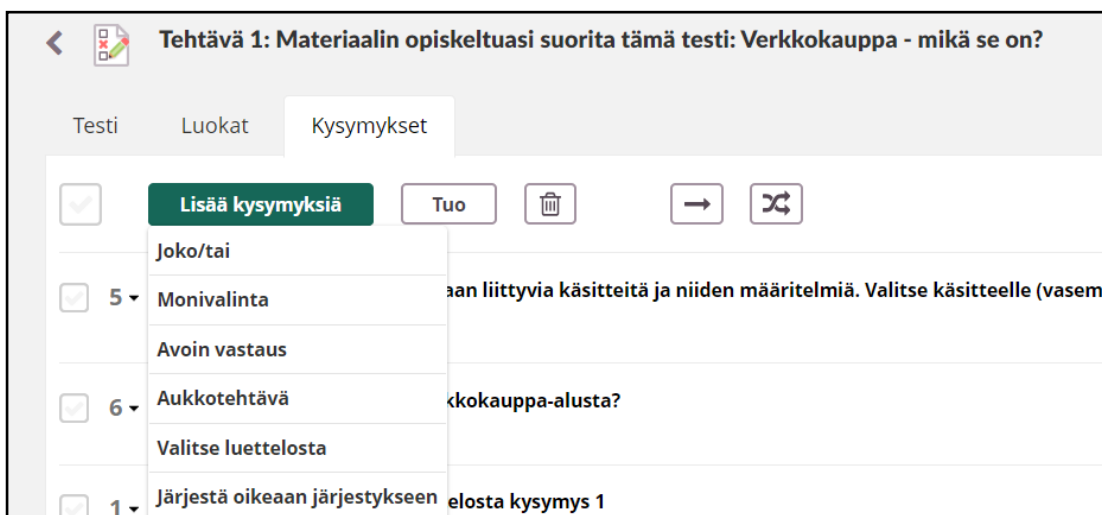 Tehtävä 1: Materiaalin opiskeltuasi suorita tämä testi: Verkkokauppa - mikä se on?
Testi Luokat Kysymykset
Lisää kysymyksiä Tuo
Joko/tai
5 aan liittyvia käsitteitä ja niiden määritelmiä. Valitse käsitteelle (vasem
Monivalinta
Avoin vastaus
Aukkotehtävä
6 kkokauppa-alusta?
Valitse luettelosta
Järjestä oikeaan järjestykseen
1 elosta kysymys 1